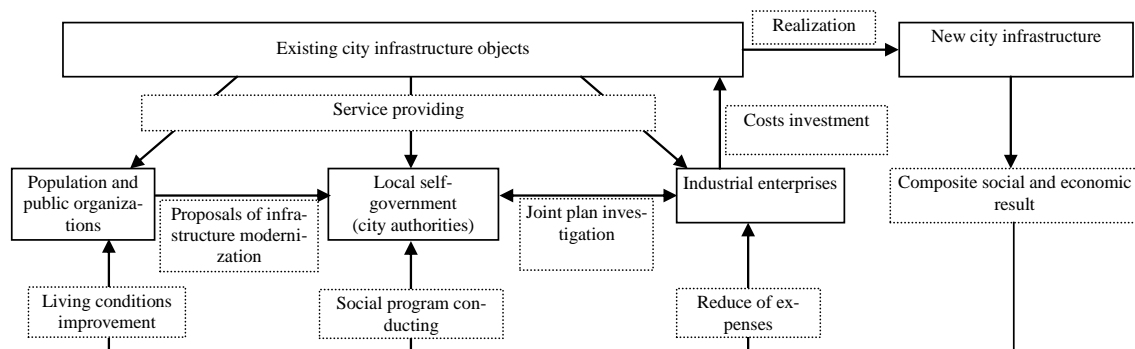 Realization
Existing city infrastructure objects
New city infrastructure
Service providing
Costs investment
Population and
public organiza-
tions
Proposals of infra-
structure moderni-
zation
Local self-
government
(city authorities)
Joint plan inves-
tigation
Industrial enterprises
Composite social and economic
result
Living conditions
improvement
Social program con-
ducting
Reduce of ex-
penses